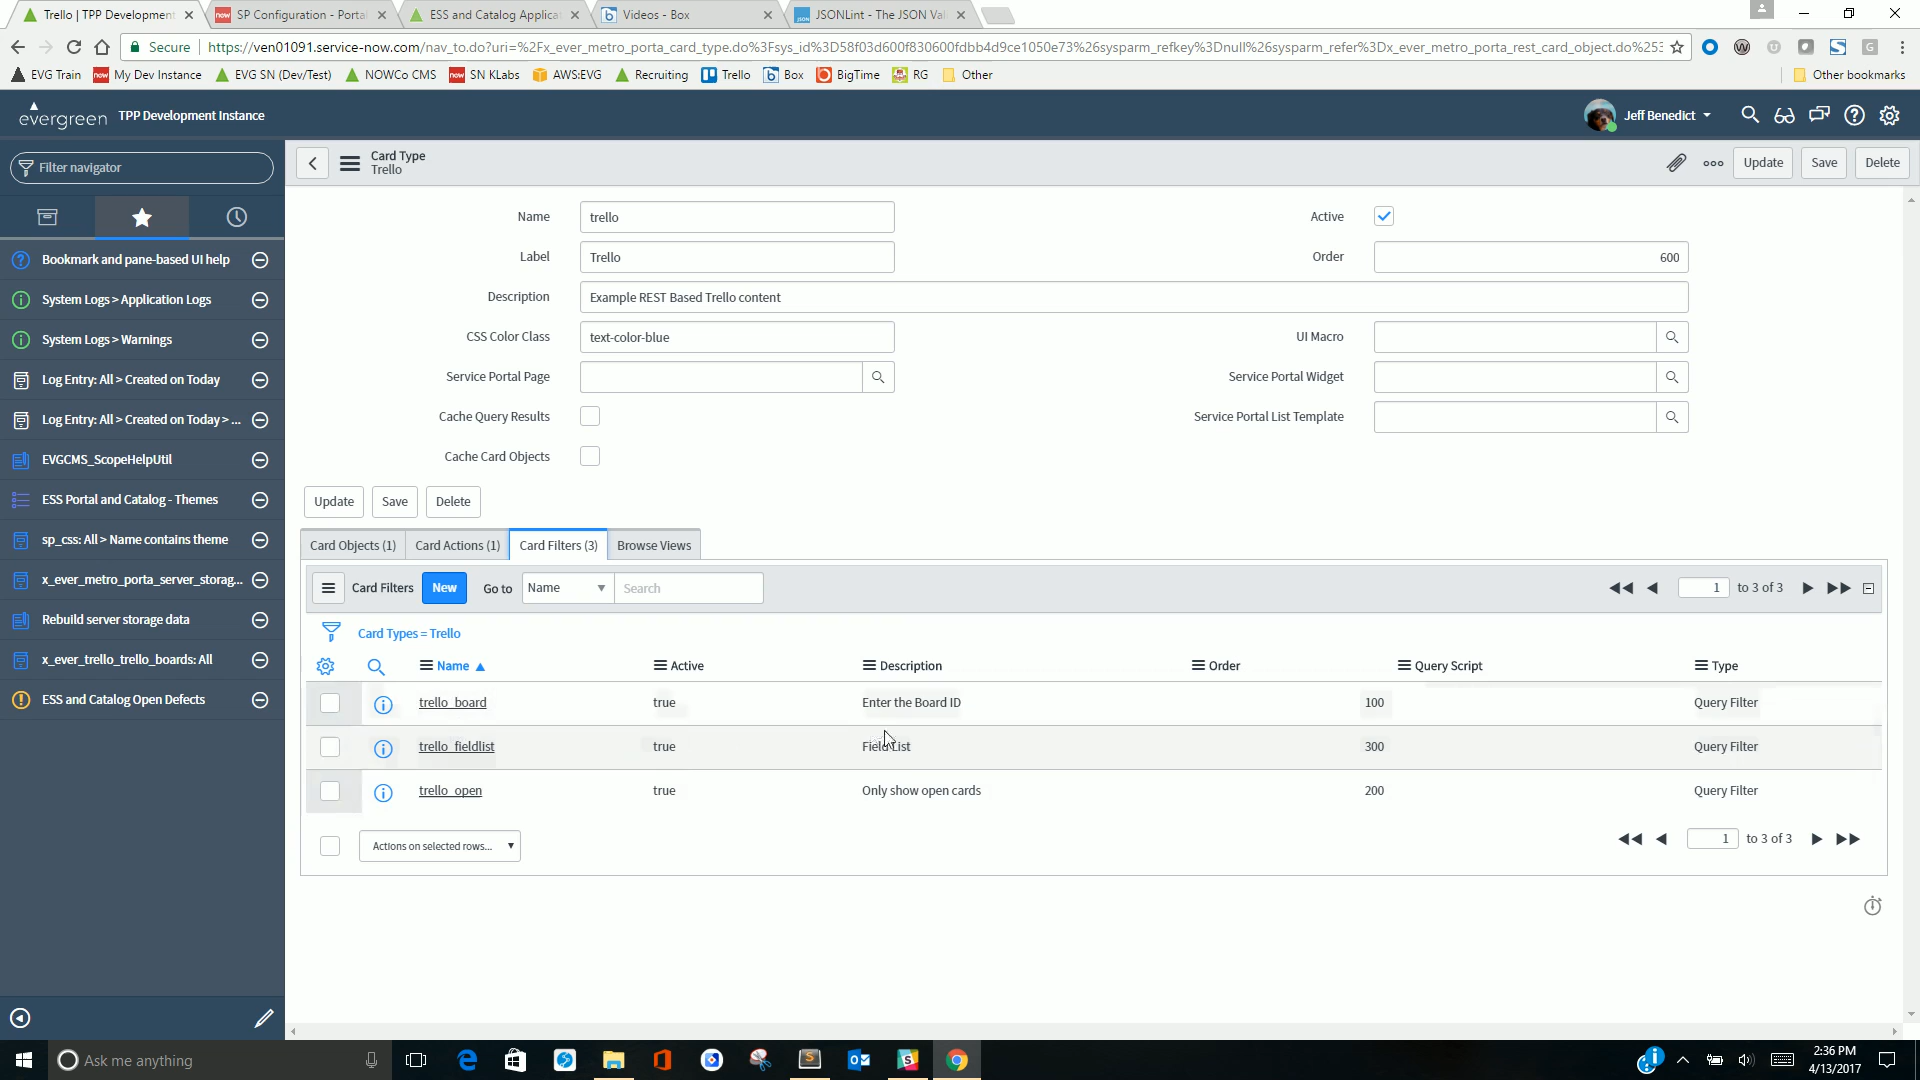 Trello | TPP Development
SP Configuration - Porta
ESS and Catalog Applica
Videos - Box
JSONLint - The JSON Val
Secure
https://ven01091.service-now.com/nav_to.do?uri=%2Fx_ever_metro_porta_card_type.do%3Fsys_id%3D58f03d600f830600fdbb4d9ce1050e73%26sysparm_refkey%3Dnull%26sysparm_refer%3Dx_ever_metro_porta_rest_card_object.do%253
EVG Train
My Dev Instance
EVG SN (Dev/Test)
NOWCo CMS
SN KLabs
AWS:EVG
Recruiting
Trello
Box
BigTime
RG
Other
Other bookmarks
evergreen
TPP Development Instance
Jeff Benedict
Filter navigator
Card Type
Trello
Update
Save
Delete
Bookmark and pane-based UI help
System Logs > Application Logs
System Logs > Warnings
Log Entry: All > Created on Today
Log Entry: All > Created on Today > ...
EVGCMS_ScopeHelpUtil
ESS Portal and Catalog - Themes
sp_css: All > Name contains theme
x_ever_metro_porta_server_storag...
Rebuild server storage data
x_ever_trello_trello_boards: All
ESS and Catalog Open Defects
Name
trello
Active
Label
Trello
Order
600
Description
Example REST Based Trello content
CSS Color Class
text-color-blue
UI Macro
Service Portal Page
Service Portal Widget
Cache Query Results
Service Portal List Template
Cache Card Objects
Update
Save
Delete
Card Objects (1)
Card Actions (1)
Card Filters (3)
Browse Views
Card Filters
New
Go to
Name
Search
1 to 3 of 3
Card Types = Trello
Name
Active
Description
Order
Query Script
Type
trello_board true Enter the Board ID 100 Query Filter
trello_fieldlist true Field List 300 Query Filter
trello_open true Only show open cards 200 Query Filter
Actions on selected rows...
1 to 3 of 3
Ask me anything
2:36 PM
4/13/2017